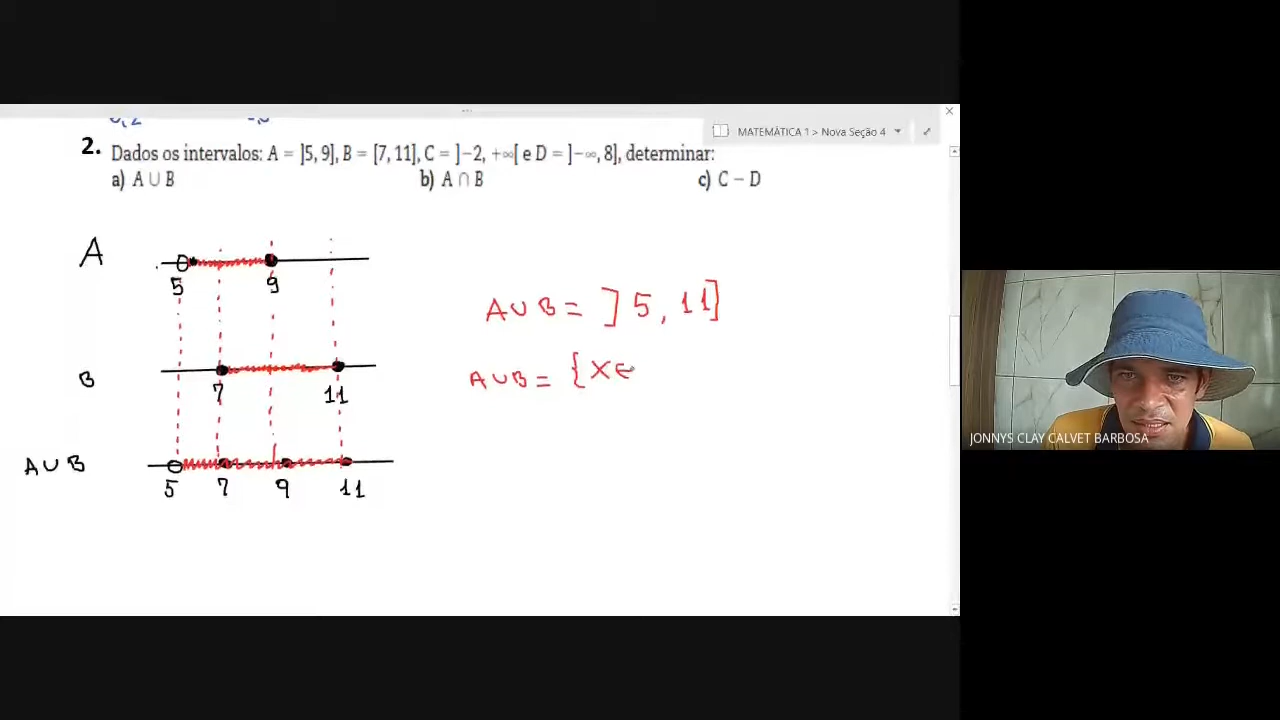 MATEMÁTICA 1 > Nova Seção 4
2. Dados os intervalos: A = ]5, 9], B = [7, 11], C = ]−2, +∞[ e D = ]−∞, 8], determinar:
a) A ∪ B b) A ∩ B c) C − D
A
5 9
A∪B = ]5, 11]
B
7 11
A∪B = {x∈
JONNYS CLAY CALVET BARBOSA
A∪B
5 7 9 11